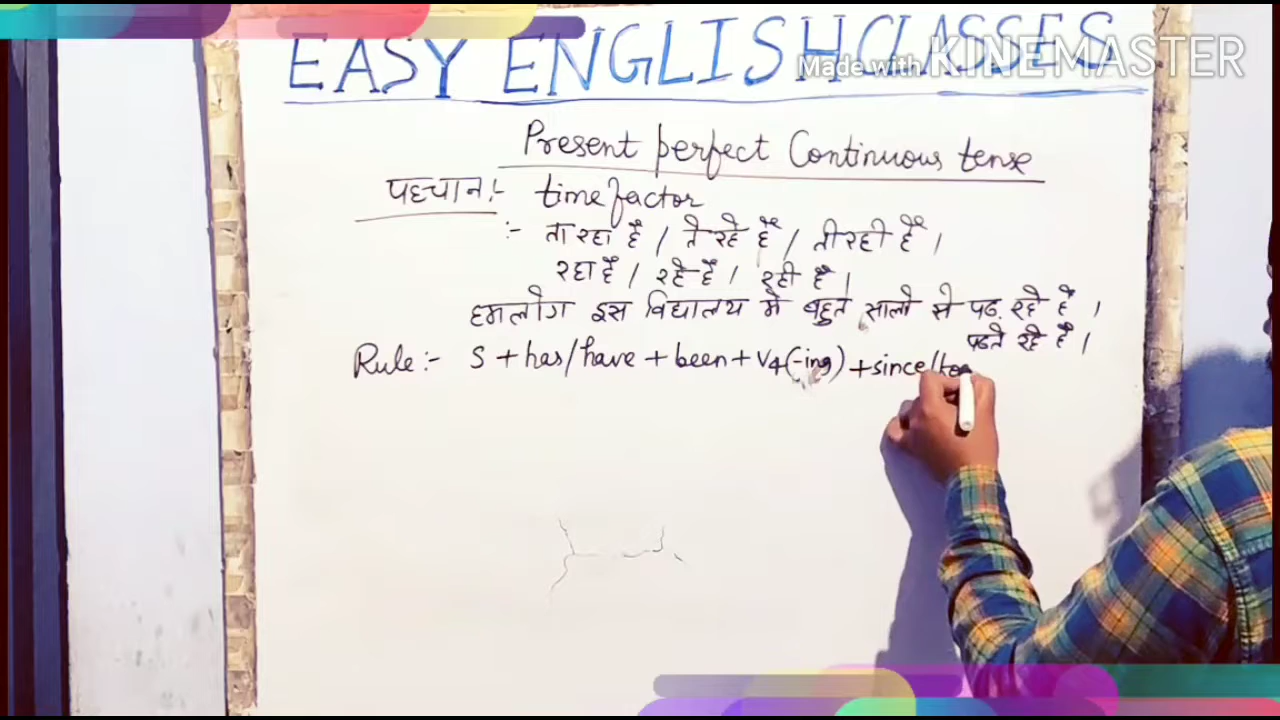 EASY ENGLISH CLASSES
Made with KINEMASTER
Present perfect Continuous tense
पहचान :- time factor
:- ता रहा है / ते रहे हैं / ती रही हैं ।
रहा है । रहे हैं । रही है ।
हमलोग इस विद्यालय मे बहुत सालो से पढ़ रहे है ।
पढते रहे हैं ।
Rule :- S + has/have + been + V4(-ing) + since/